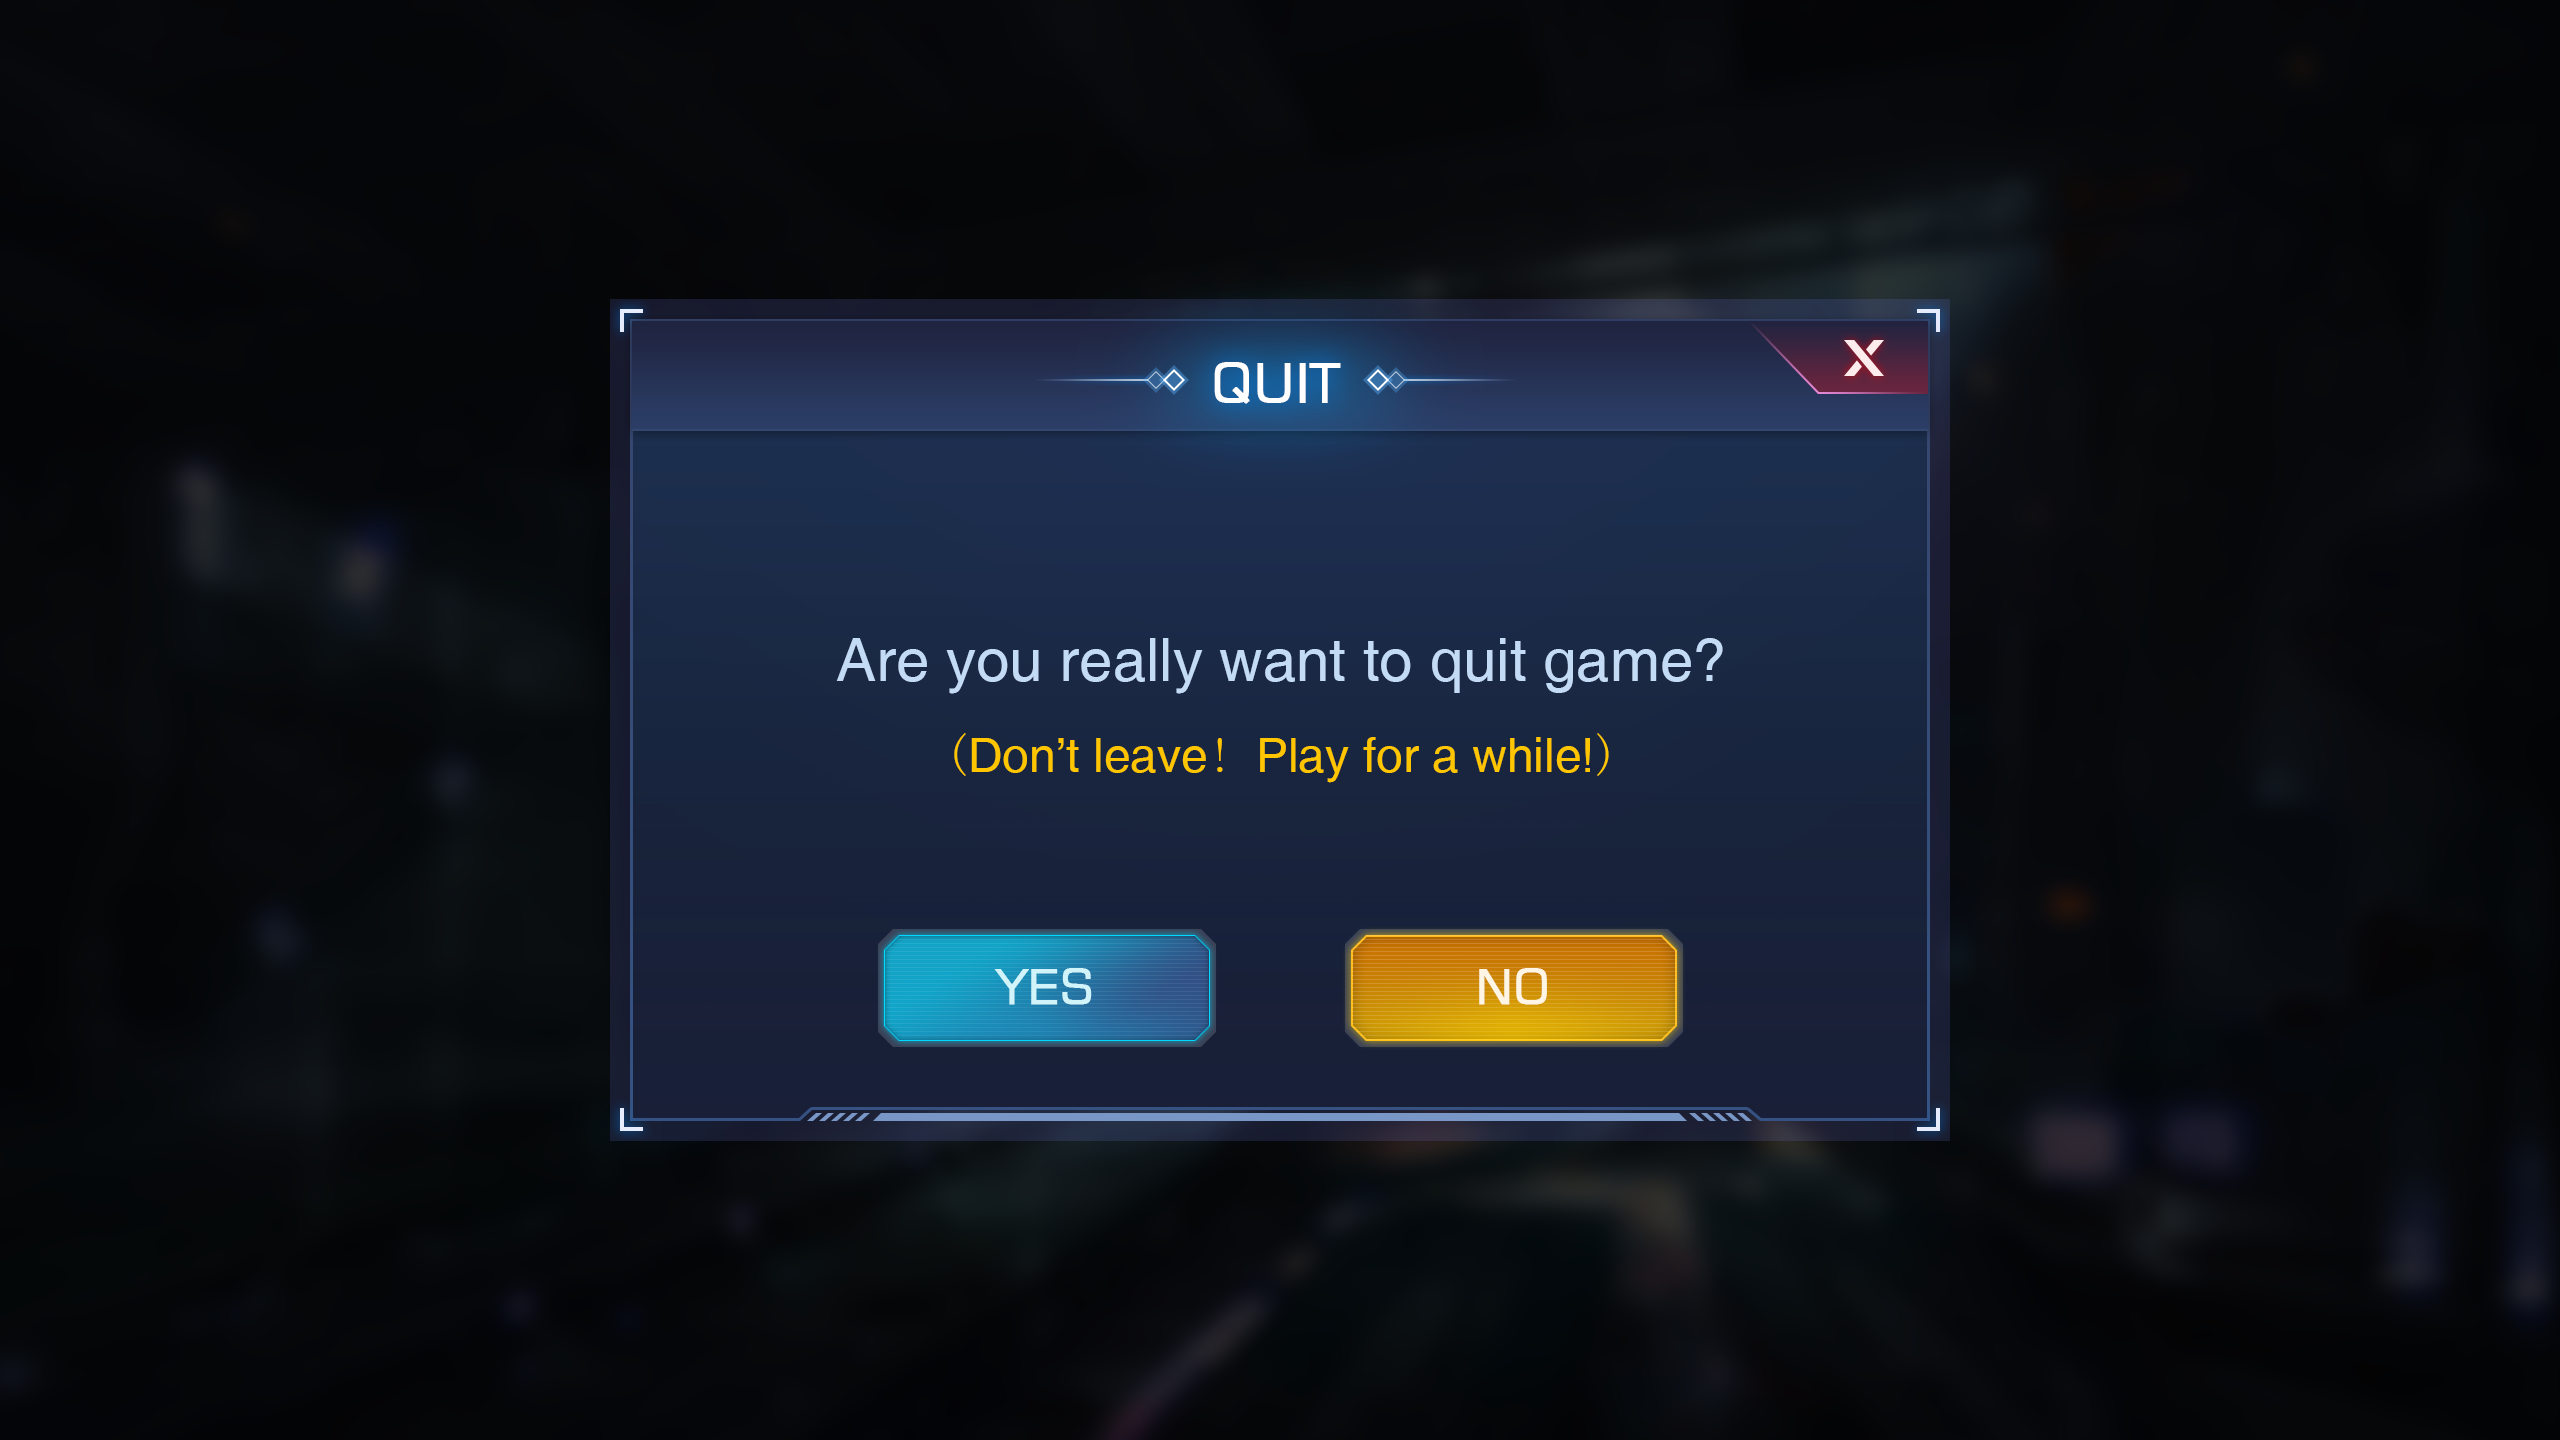 QUIT
X
Are you really want to quit game?
（Don’t leave！ Play for a while!）
YES
NO